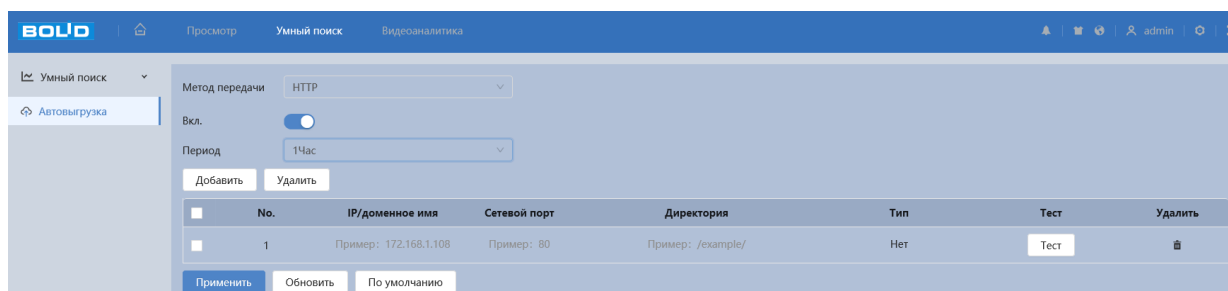 BOLID Просмотр Умный поиск Видеоаналитика admin
Умный поиск
Автовыгрузка
Метод передачи HTTP
Вкл.
Период 1Час
Добавить Удалить
No. IP/доменное имя Сетевой порт Директория Тип Тест Удалить
1 Пример: 172.168.1.108 Пример: 80 Пример: /example/ Нет Тест
Применить Обновить По умолчанию